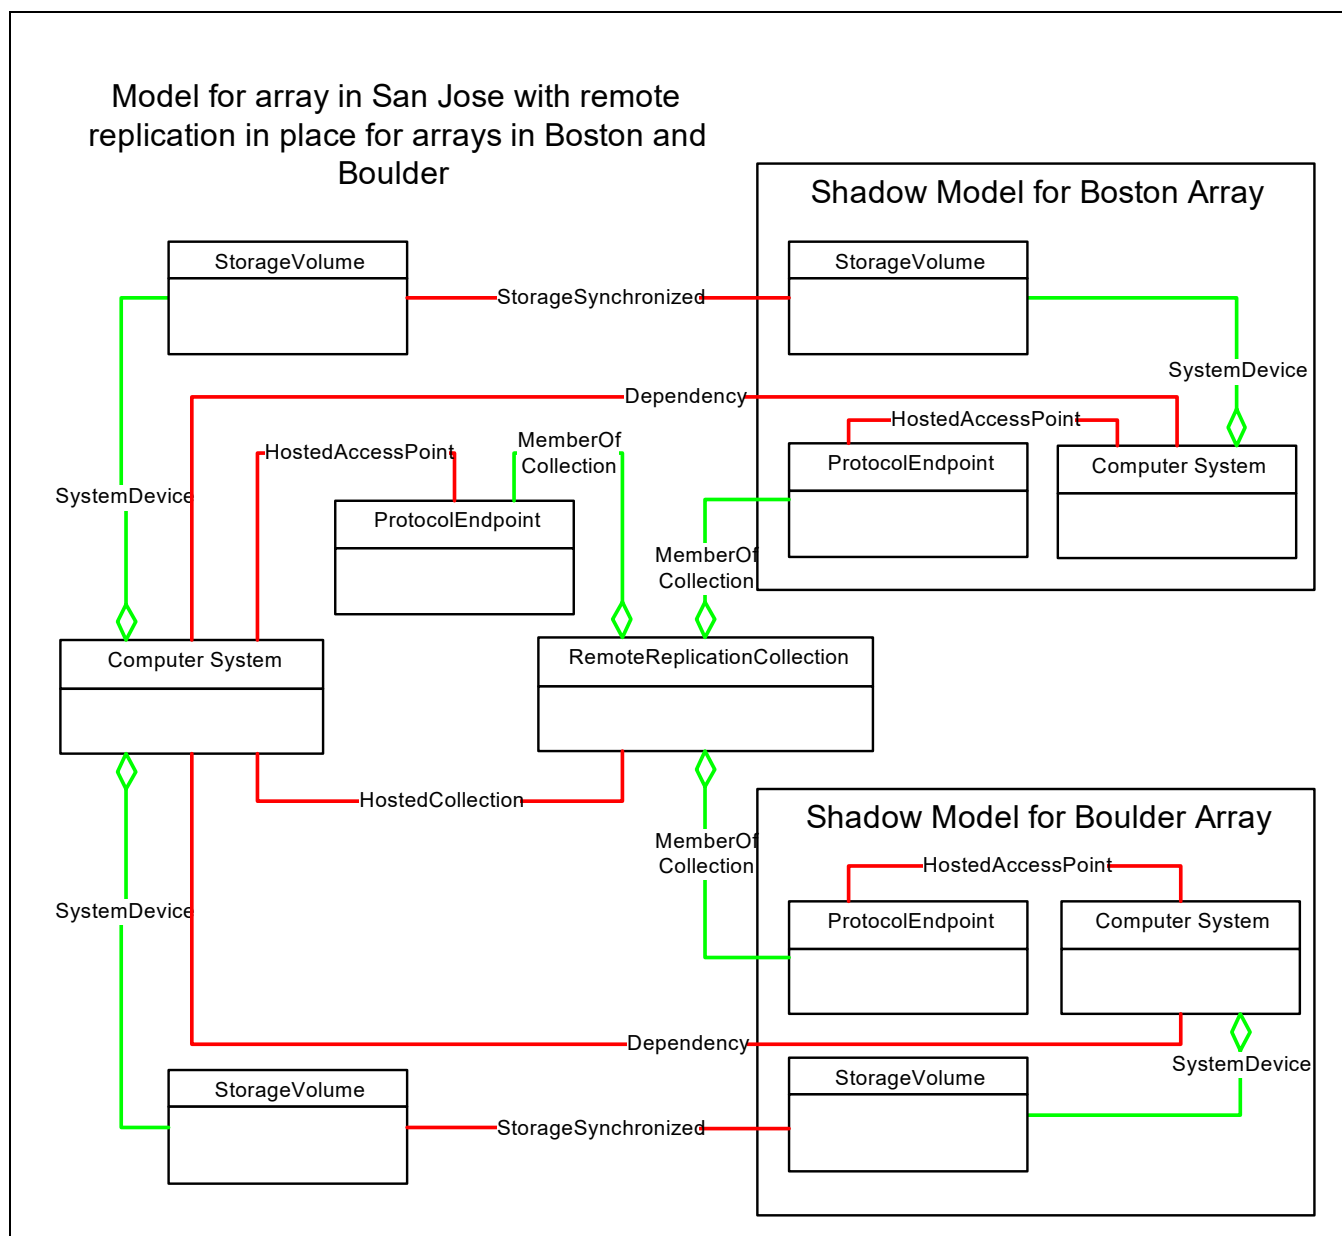 Model for array in San Jose with remote
replication in place for arrays in Boston and
Boulder
Shadow Model for Boston Array
StorageVolume
StorageVolume
StorageSynchronized
SystemDevice
Dependency
HostedAccessPoint
MemberOf
Collection
HostedAccessPoint
ProtocolEndpoint
Computer System
SystemDevice
ProtocolEndpoint
MemberOf
Collection
Computer System
RemoteReplicationCollection
HostedCollection
Shadow Model for Boulder Array
MemberOf
Collection
HostedAccessPoint
SystemDevice
ProtocolEndpoint
Computer System
Dependency
SystemDevice
StorageVolume
StorageVolume
StorageSynchronized